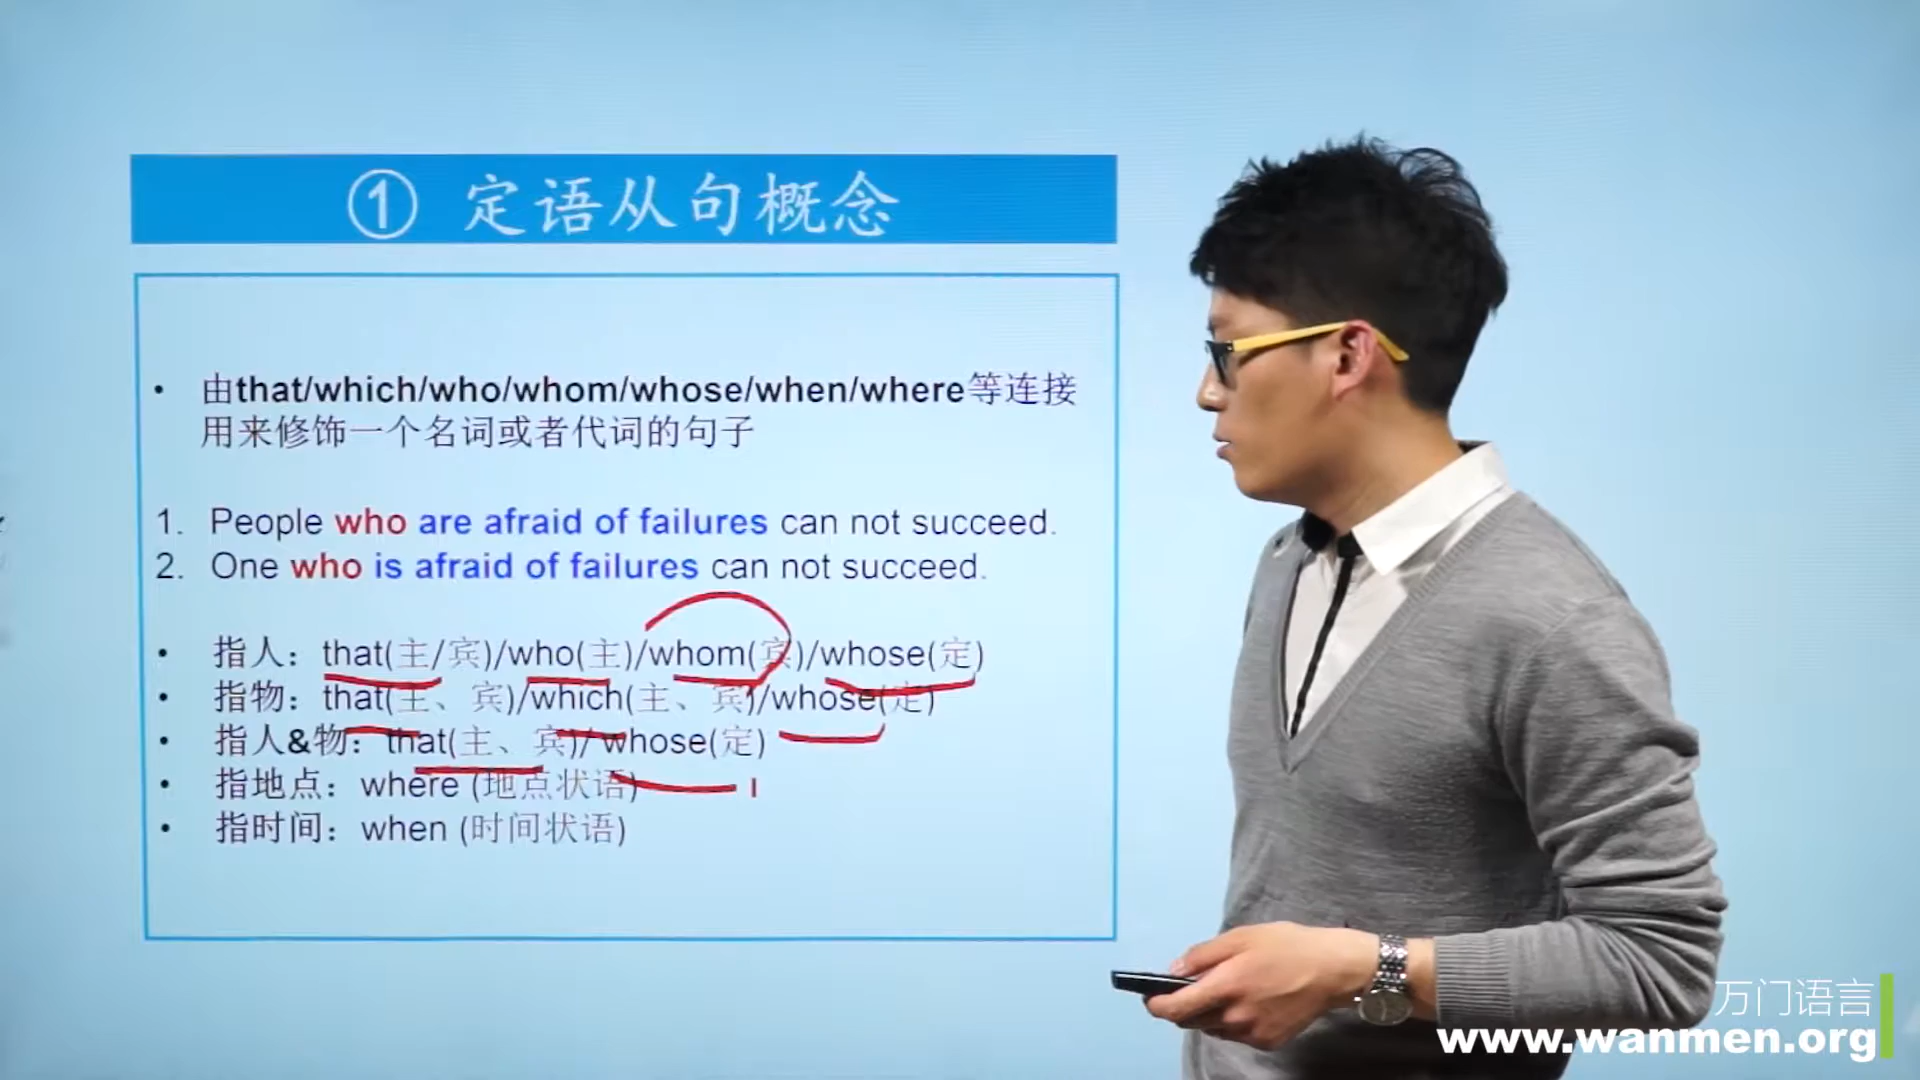 ① 定语从句概念
• 由that/which/who/whom/whose/when/where等连接
用来修饰一个名词或者代词的句子
1. People who are afraid of failures can not succeed.
2. One who is afraid of failures can not succeed.
• 指人：that(主/宾)/who(主)/whom(宾)/whose(定)
• 指物：that(主、宾)/which(主、宾)/whose(定)
• 指人&物：that(主、宾)/whose(定)
• 指地点：where (地点状语)
• 指时间：when (时间状语)
万门语言
www.wanmen.org